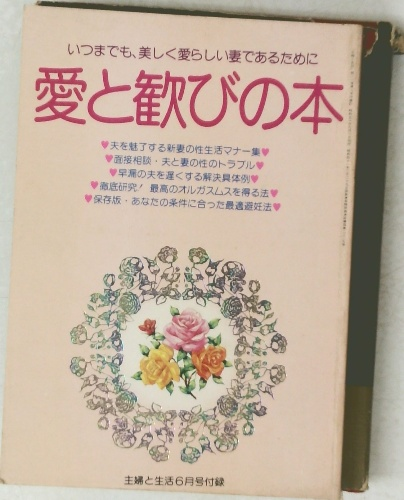 いつまでも、美しく愛らしい妻であるために
愛と歓びの本
♥夫を魅了する新妻の性生活マナー集♥
♥面接相談・夫と妻の性のトラブル♥
♥早漏の夫を遅くする解決具体例♥
♥徹底研究！最高のオルガスムスを得る法♥
♥保存版・あなたの条件に合った最適避妊法♥
主婦と生活6月号付録